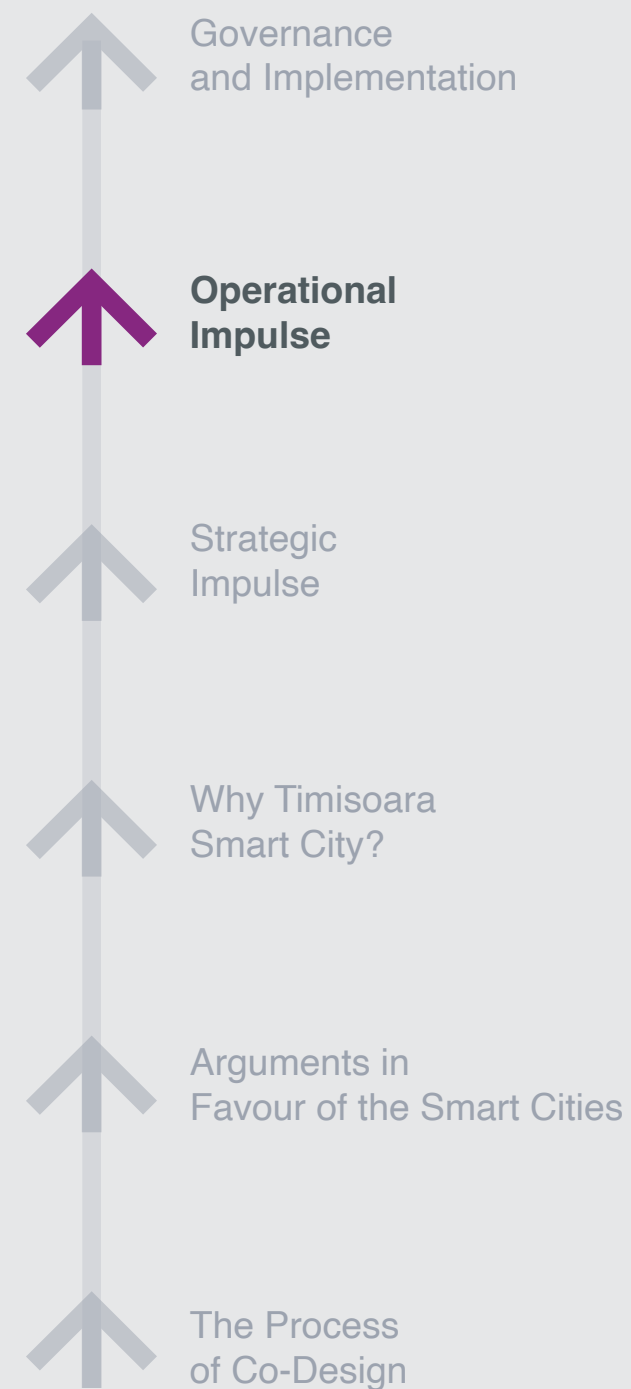 Governance
and Implementation
Operational
Impulse
Strategic
Impulse
Why Timisoara
Smart City?
Arguments in
Favour of the Smart Cities
The Process
of Co-Design